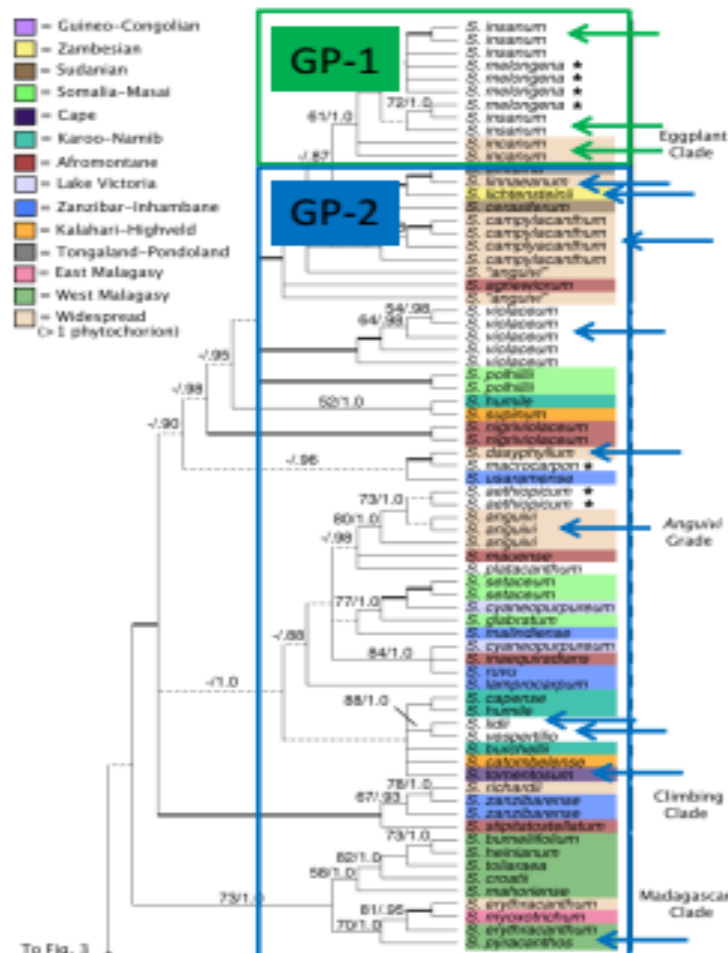 = Guineo-Congolian
= Zambesian
= Sudanian
= Somalia-Masai
= Cape
= Karoo-Namib
= Afromontane
= Lake Victoria
= Zanzibar-Inhambane
= Kalahari-Highveld
= Tongaland-Pondoland
= East Malagasy
= West Malagasy
= Widespread
(>1 phytochorion)
GP-1
GP-2
S. insanum
S. insanum
S. insanum
S. melongena ★
S. melongena ★
S. melongena ★
S. melongena ★
S. insanum
S. insanum
S. incanum
S. incanum
S. linnaeanum
S. lichtensteinii
S. cerasiferum
S. campylacanthum
S. campylacanthum
S. campylacanthum
S. campylacanthum
S. "anguivi"
S. agnewiorum
S. "anguivi"
S. violaceum
S. violaceum
S. violaceum
S. violaceum
S. violaceum
S. polhillii
S. polhillii
S. humile
S. supinum
S. nigriviolaceum
S. nigriviolaceum
S. dasyphyllum
S. macrocarpon ★
S. usaramense
S. aethiopicum ★
S. aethiopicum ★
S. anguivi
S. anguivi
S. anguivi
S. mauense
S. platacanthum
S. setaceum
S. setaceum
S. cyaneopurpureum
S. glabratum
S. malindiense
S. cyaneopurpureum
S. inaequiradians
S. ruvu
S. lamprocarpum
S. capense
S. humile
S. lidii
S. vespertilio
S. burchellii
S. catombelense
S. tomentosum
S. richardii
S. zanzibarense
S. zanzibarense
S. stipitatostellatum
S. bumeliifolium
S. heinianum
S. toliaraea
S. croatii
S. mahoriense
S. erythracanthum
S. myoxotrichum
S. erythracanthum
S. pyracanthos
72/1.0
61/1.0
-/.87
54/.98
64/.98
-/.95
-/.98
52/1.0
-/.90
-/.96
73/1.0
80/1.0
-/.98
77/1.0
-/.88
84/1.0
-/1.0
88/1.0
78/1.0
67/.93
73/1.0
82/1.0
58/1.0
73/1.0
81/.95
70/1.0
Eggplant
Clade
Anguivi
Grade
Climbing
Clade
Madagascar
Clade
To Fig. 3